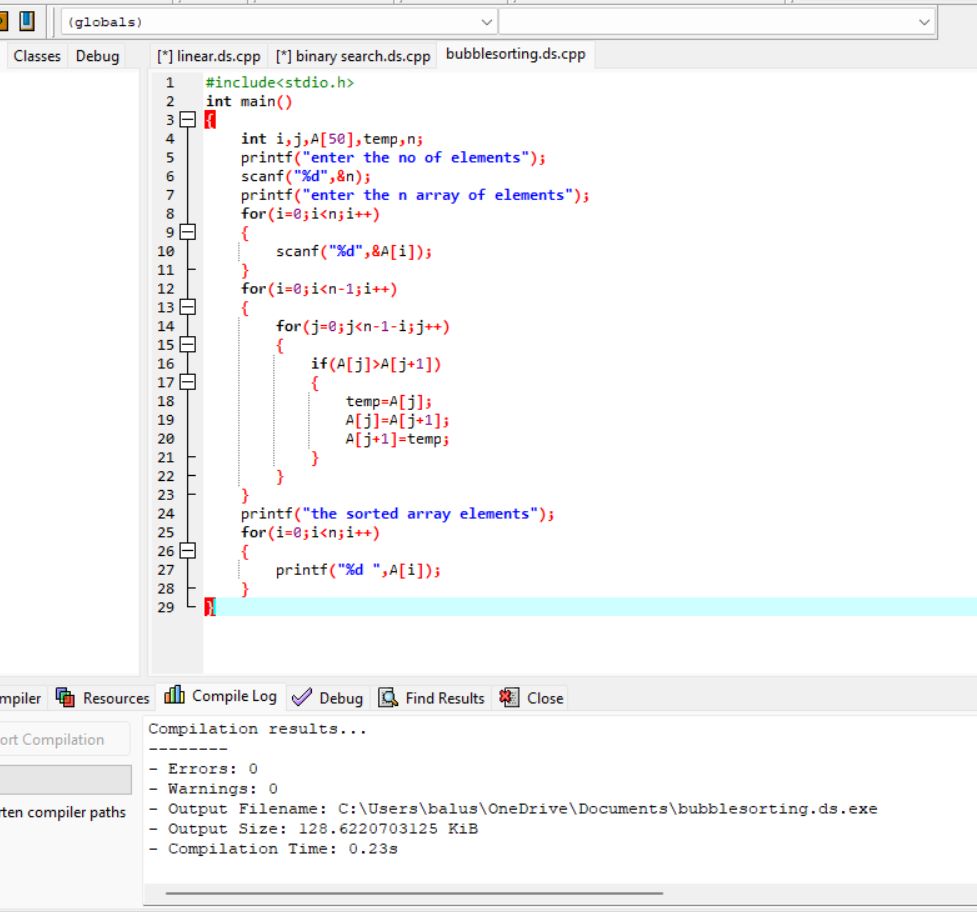 (globals)
Classes Debug [*] linear.ds.cpp [*] binary search.ds.cpp bubblesorting.ds.cpp
1 #include<stdio.h>
2 int main()
3 {
4 int i,j,A[50],temp,n;
5 printf("enter the no of elements");
6 scanf("%d",&n);
7 printf("enter the n array of elements");
8 for(i=0;i<n;i++)
9 {
10 scanf("%d",&A[i]);
11 }
12 for(i=0;i<n-1;i++)
13 {
14 for(j=0;j<n-1-i;j++)
15 {
16 if(A[j]>A[j+1])
17 {
18 temp=A[j];
19 A[j]=A[j+1];
20 A[j+1]=temp;
21 }
22 }
23 }
24 printf("the sorted array elements");
25 for(i=0;i<n;i++)
26 {
27 printf("%d ",A[i]);
28 }
29 }
mpiler Resources Compile Log Debug Find Results Close
ort Compilation
rten compiler paths
Compilation results...
--------
- Errors: 0
- Warnings: 0
- Output Filename: C:\Users\balus\OneDrive\Documents\bubblesorting.ds.exe
- Output Size: 128.6220703125 KiB
- Compilation Time: 0.23s